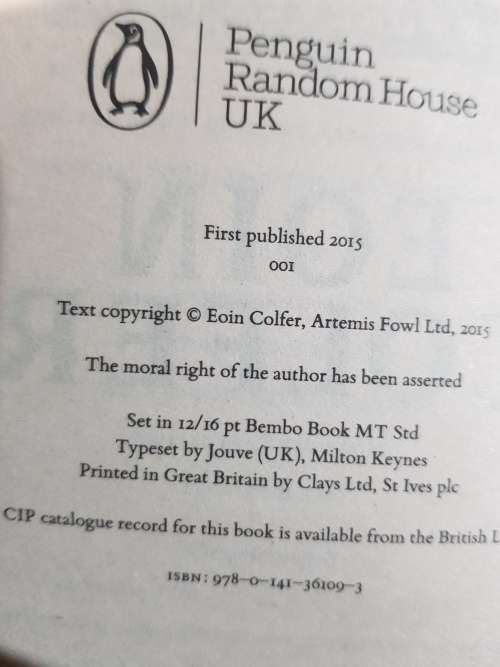 Penguin
Random House
UK
First published 2015
001
Text copyright © Eoin Colfer, Artemis Fowl Ltd, 2015
The moral right of the author has been asserted
Set in 12/16 pt Bembo Book MT Std
Typeset by Jouve (UK), Milton Keynes
Printed in Great Britain by Clays Ltd, St Ives plc
CIP catalogue record for this book is available from the British L
ISBN: 978–0–141–36109–3